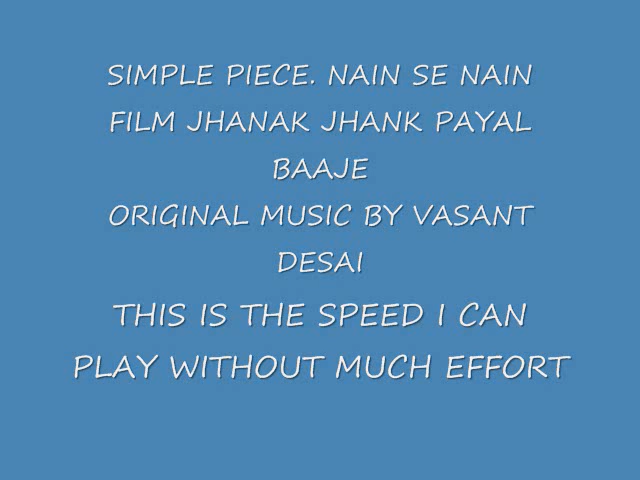 SIMPLE PIECE. NAIN SE NAIN
FILM JHANAK JHANK PAYAL
BAAJE
ORIGINAL MUSIC BY VASANT
DESAI
THIS IS THE SPEED I CAN
PLAY WITHOUT MUCH EFFORT